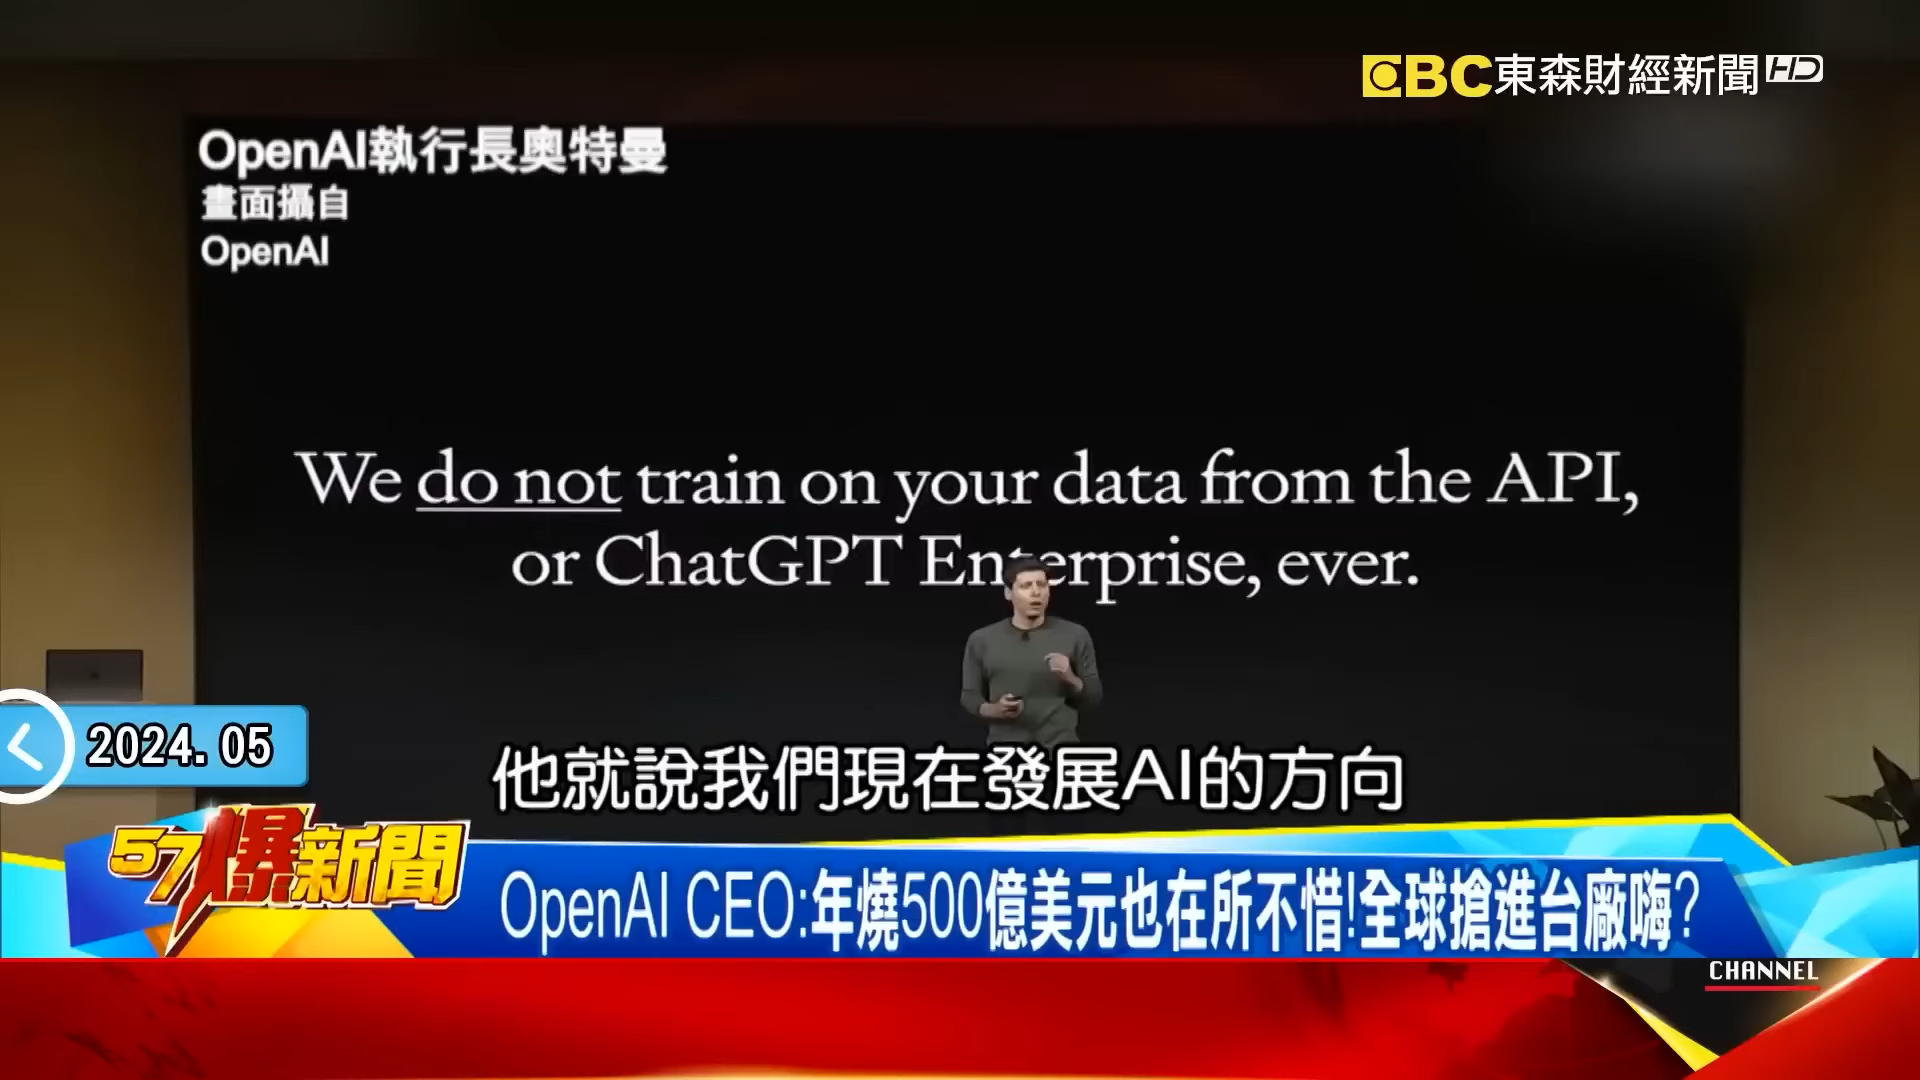 EBC東森財經新聞HD
OpenAI執行長奧特曼
畫面攝自
OpenAI
We do not train on your data from the API,
or ChatGPT Enterprise, ever.
2024.05
他就說我們現在發展AI的方向
57爆新聞
OpenAI CEO:年燒500億美元也在所不惜!全球搶進台廠嗨?
CHANNEL